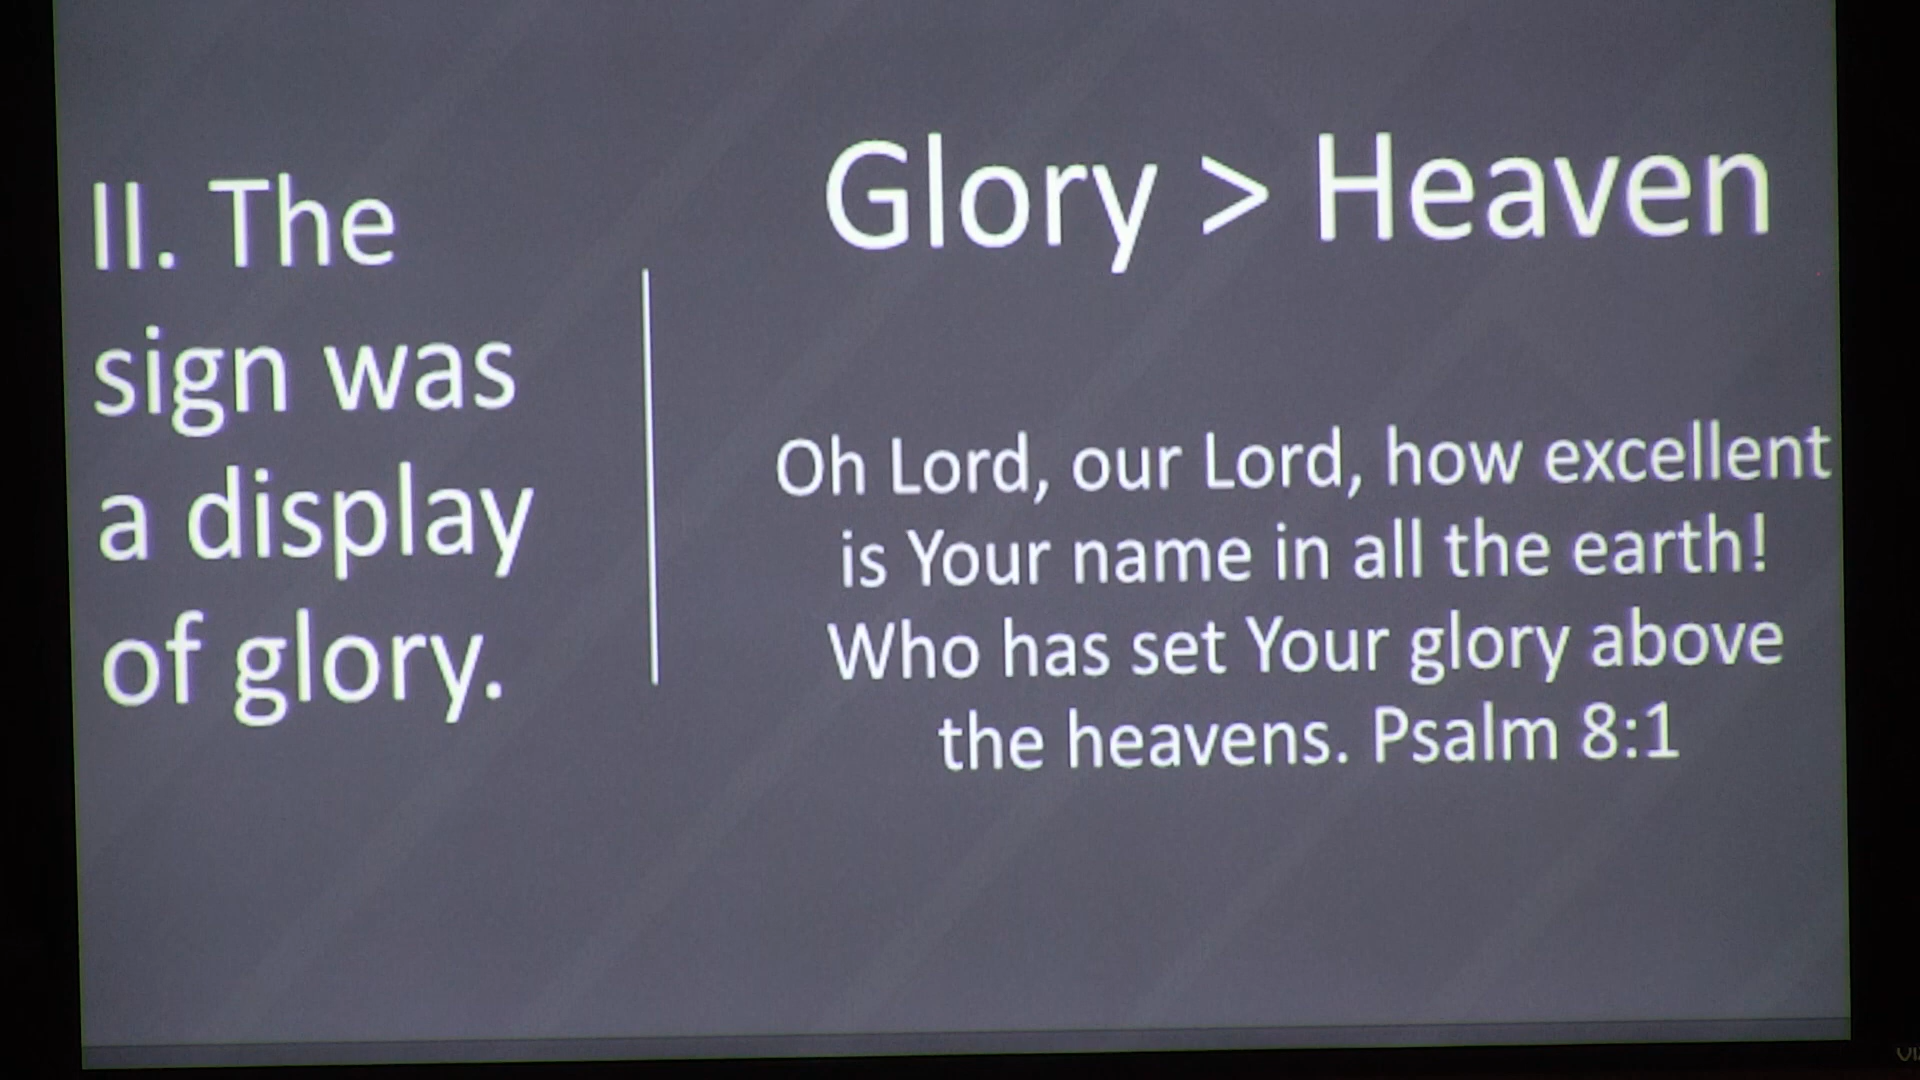 II. The
sign was
a display
of glory.
Glory > Heaven
Oh Lord, our Lord, how excellent
is Your name in all the earth!
Who has set Your glory above
the heavens. Psalm 8:1